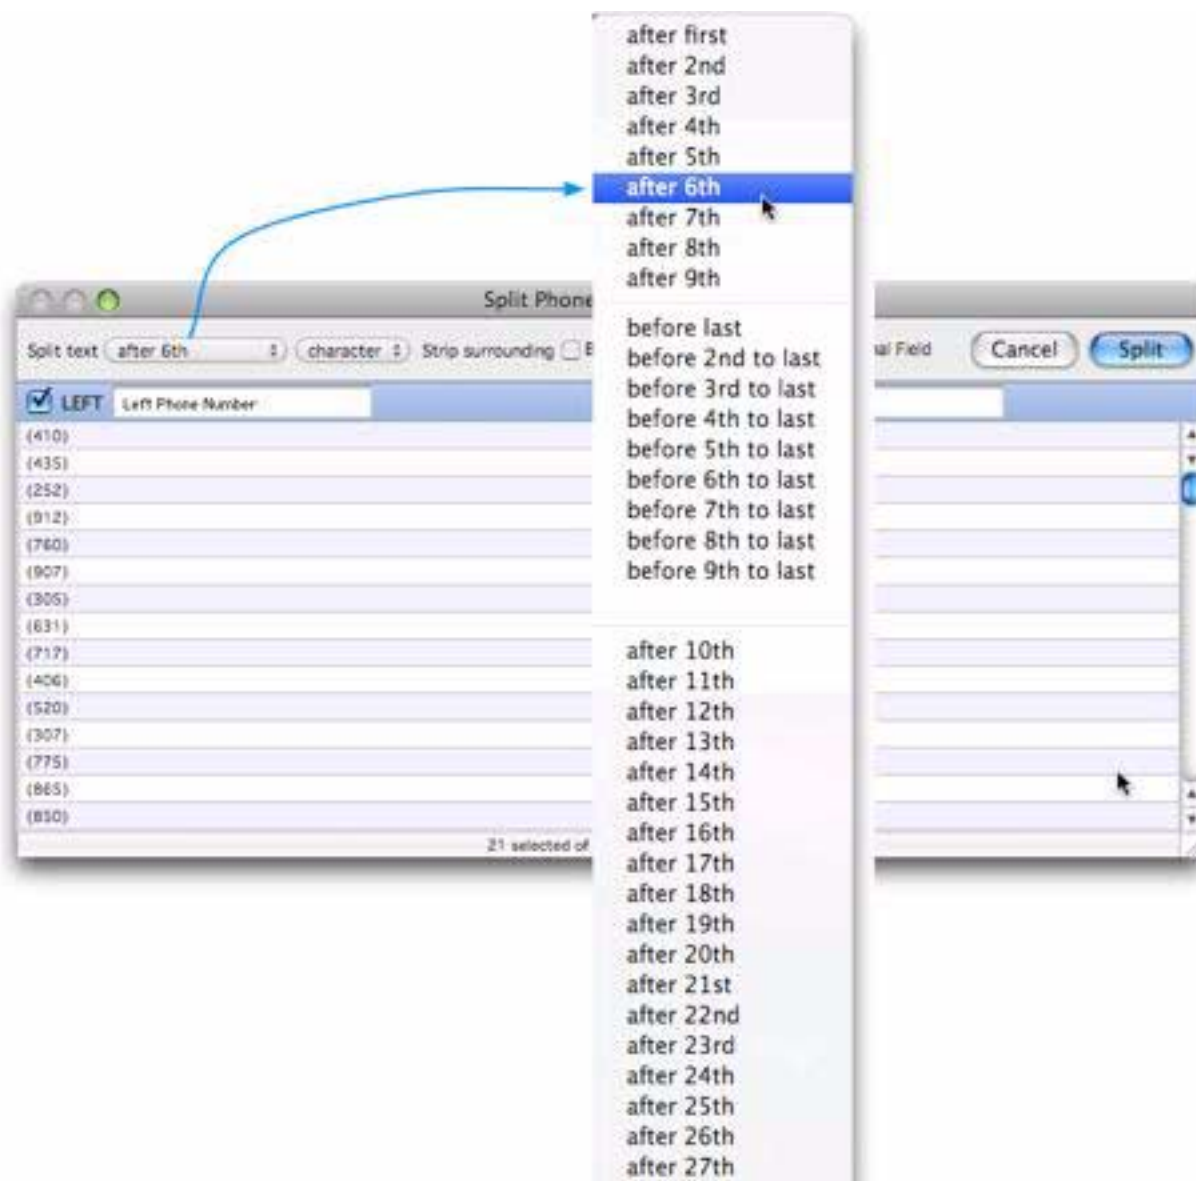 after first
after 2nd
after 3rd
after 4th
after 5th
after 6th
after 7th
after 8th
after 9th
before last
before 2nd to last
before 3rd to last
before 4th to last
before 5th to last
before 6th to last
before 7th to last
before 8th to last
before 9th to last
after 10th
after 11th
after 12th
after 13th
after 14th
after 15th
after 16th
after 17th
after 18th
after 19th
after 20th
after 21st
after 22nd
after 23rd
after 24th
after 25th
after 26th
after 27th
Split Phone
Split text after 6th character Strip surrounding Field Cancel Split
LEFT Left Phone Number
(410)
(435)
(252)
(912)
(760)
(907)
(305)
(631)
(717)
(406)
(520)
(307)
(775)
(865)
(850)
21 selected of